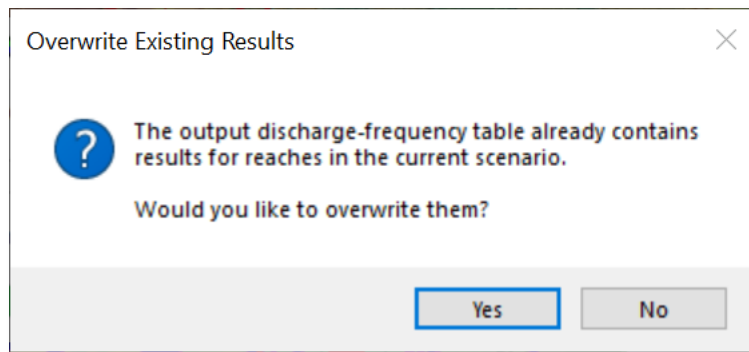 Overwrite Existing Results
The output discharge-frequency table already contains
results for reaches in the current scenario.
Would you like to overwrite them?
Yes
No